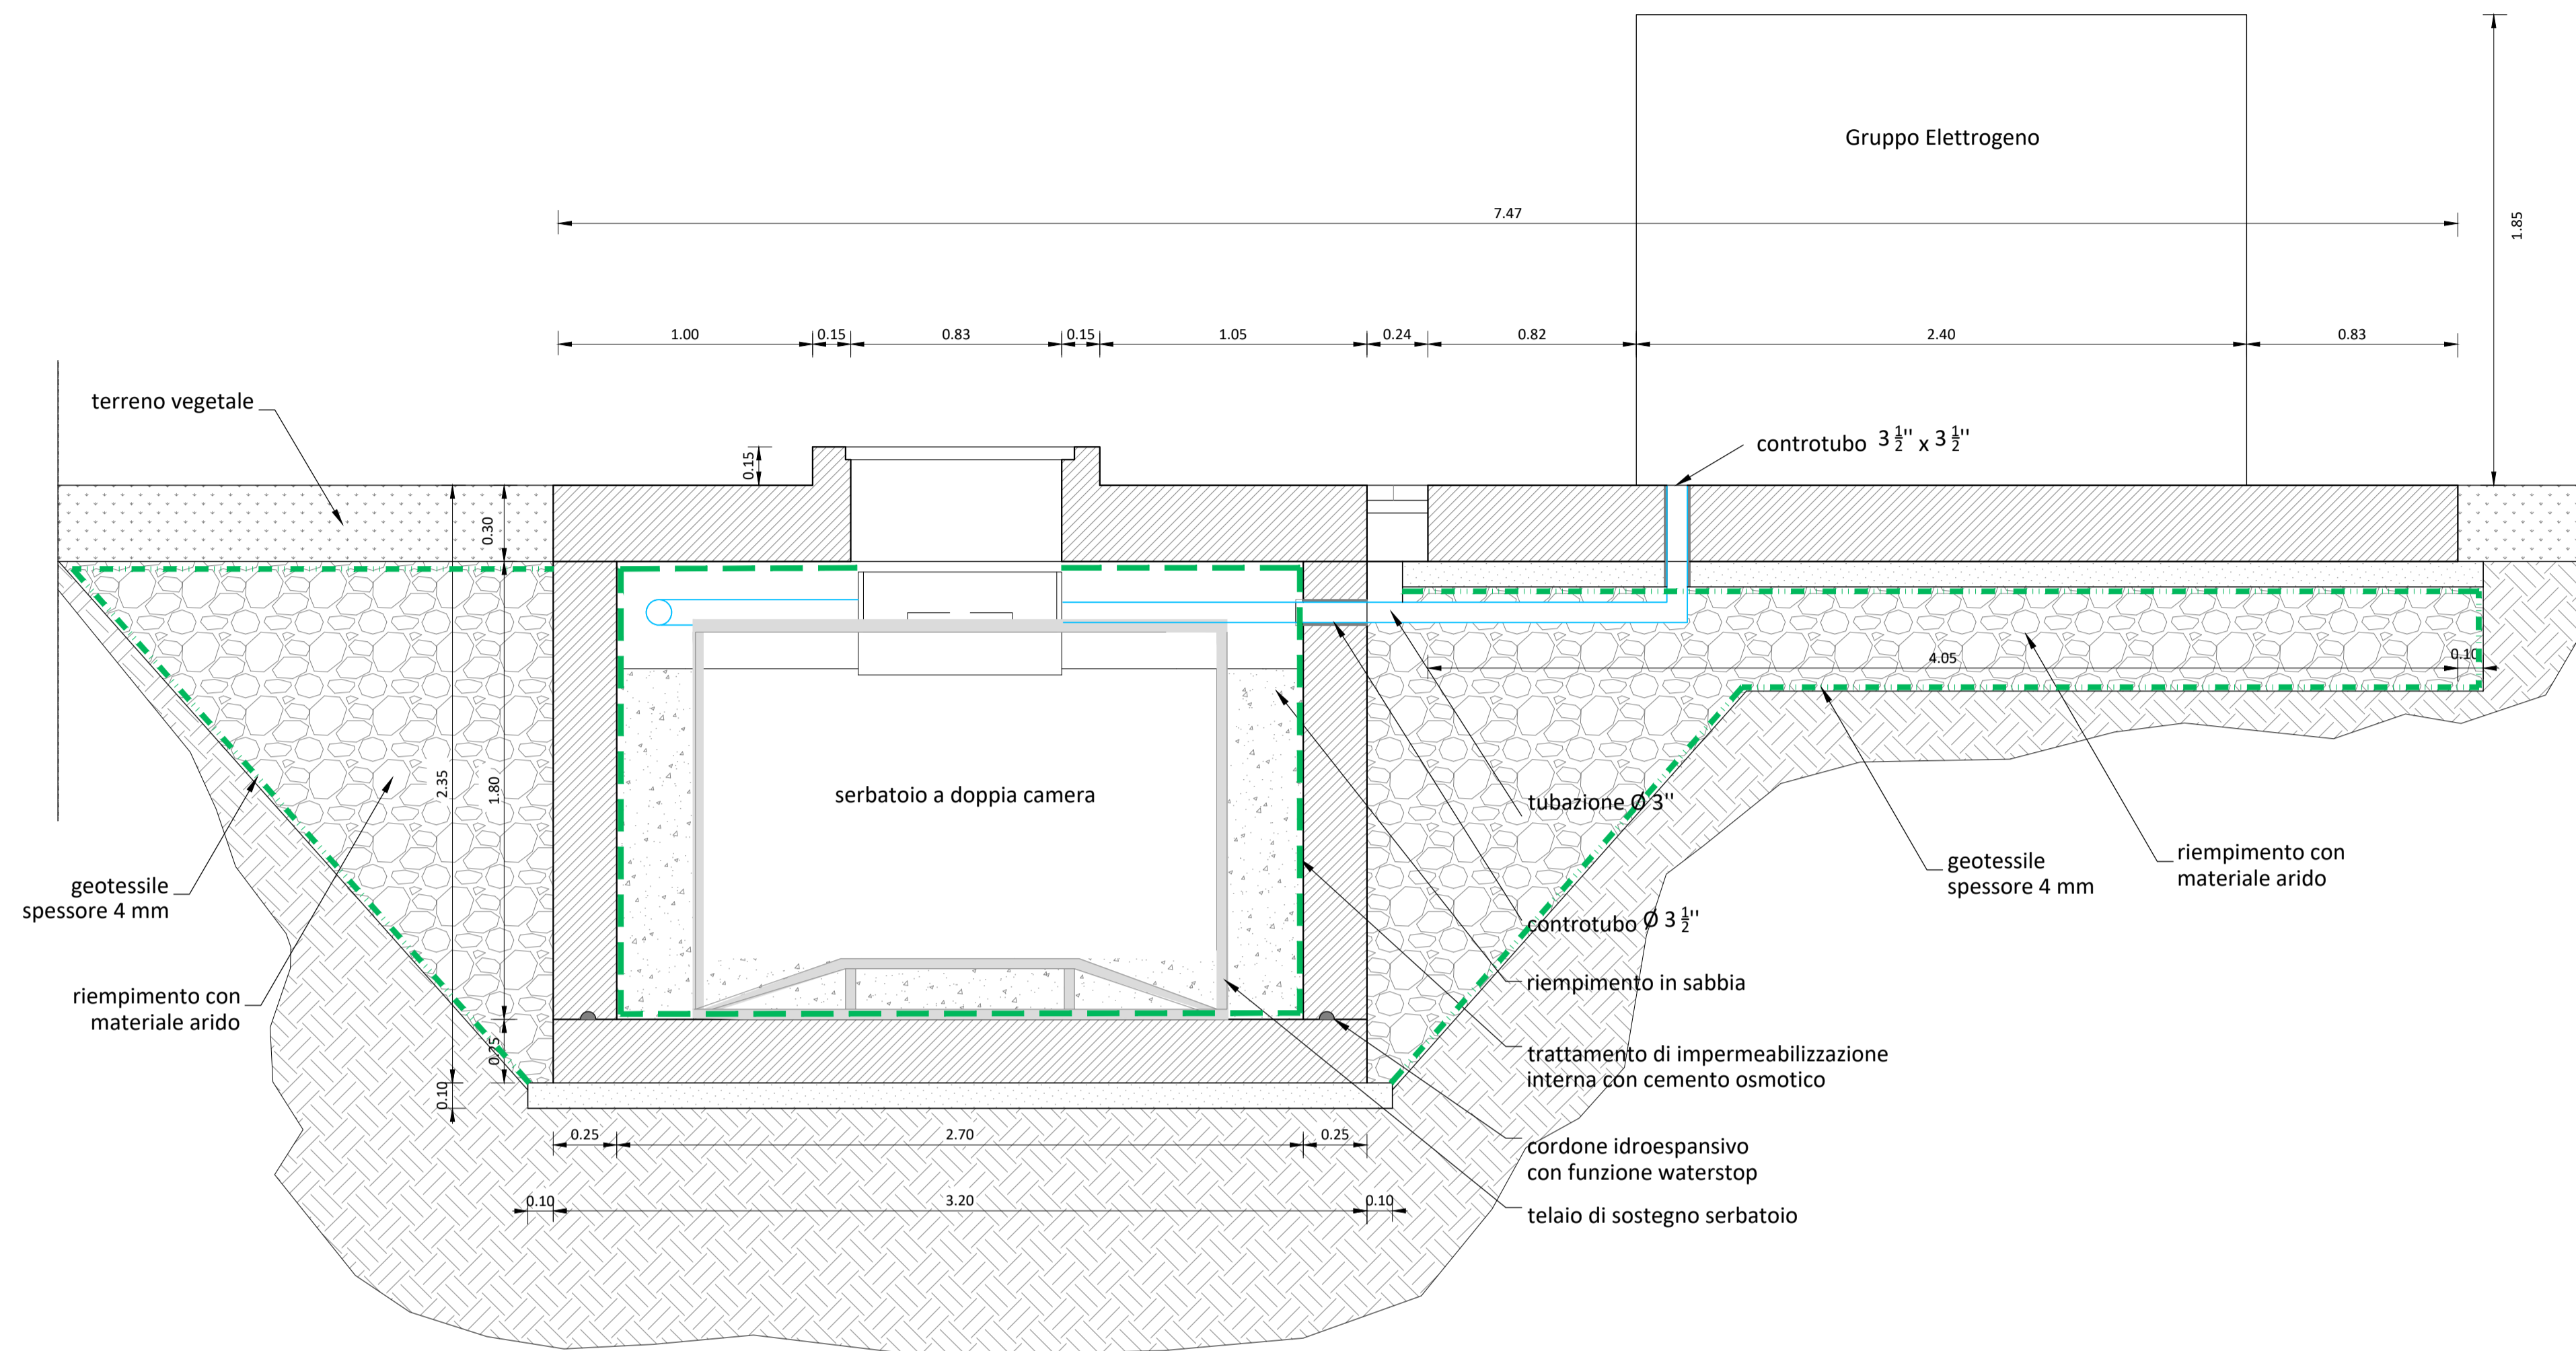 Gruppo Elettrogeno
7.47
1.85
1.00
0.15
0.83
0.15
1.05
0.24
0.82
2.40
0.83
terreno vegetale
controtubo 3 1/2'' x 3 1/2''
0.15
0.30
4.05
0.10
2.35
1.80
serbatoio a doppia camera
tubazione Ø 3''
geotessile
spessore 4 mm
riempimento con
materiale arido
geotessile
spessore 4 mm
controtubo Ø 3 1/2''
riempimento con
materiale arido
riempimento in sabbia
0.25
0.10
trattamento di impermeabilizzazione
interna con cemento osmotico
0.25
2.70
0.25
cordone idroespansivo
con funzione waterstop
0.10
3.20
0.10
telaio di sostegno serbatoio